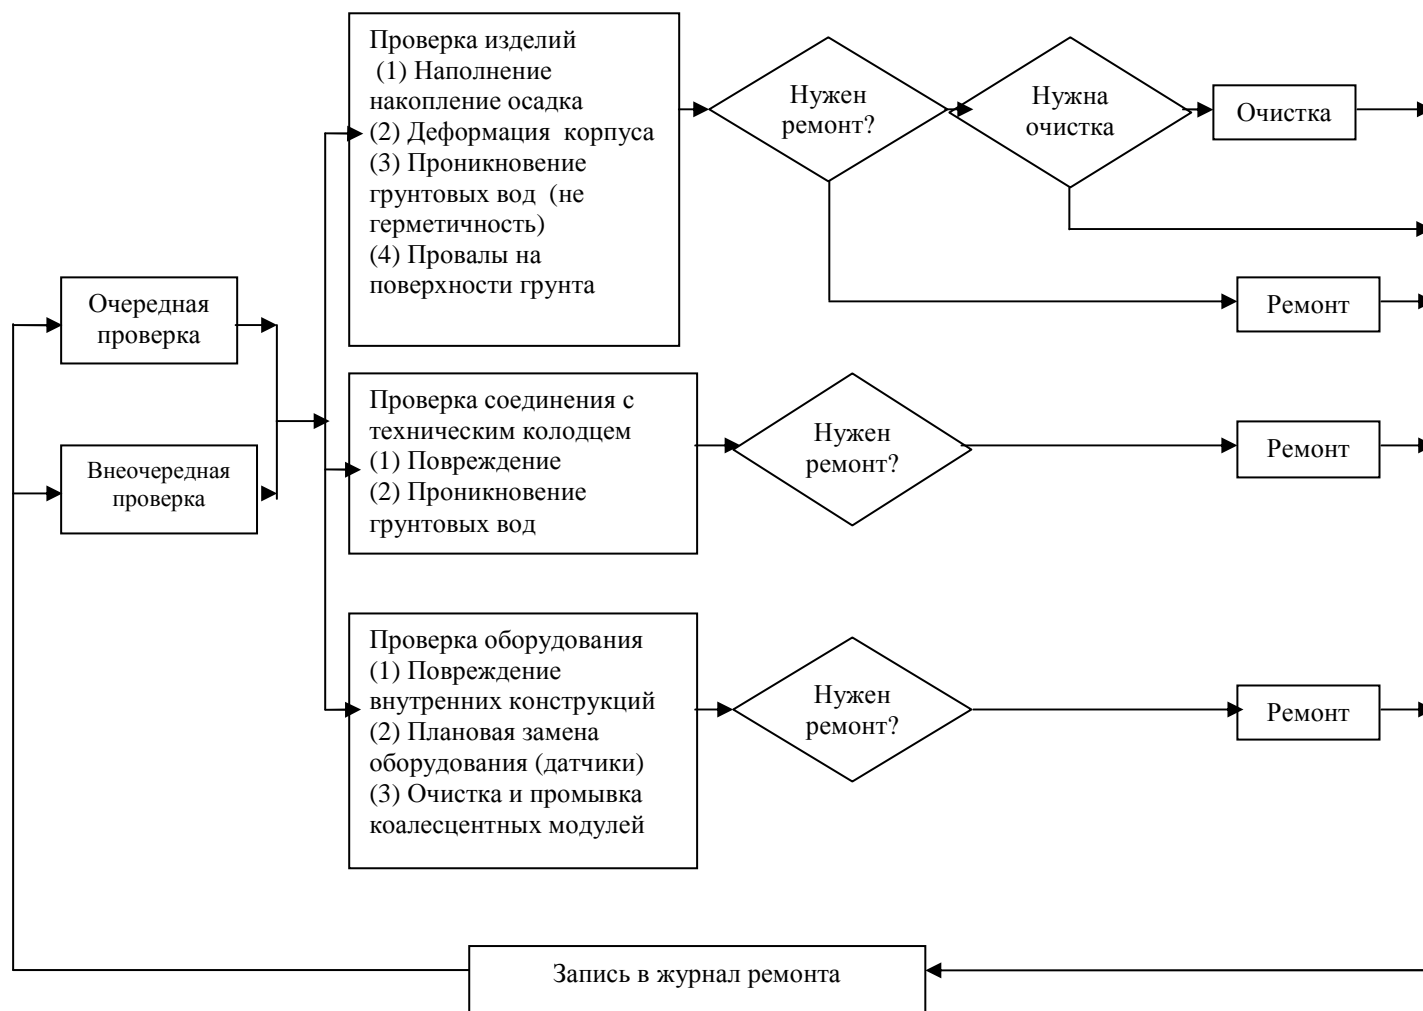 Проверка изделий
(1) Наполнение
накопление осадка
(2) Деформация корпуса
(3) Проникновение
грунтовых вод (не
герметичность)
(4) Провалы на
поверхности грунта
Нужен
ремонт?
Нужна
очистка
Очистка
Ремонт
Очередная
проверка
Внеочередная
проверка
Проверка соединения с
техническим колодцем
(1) Повреждение
(2) Проникновение
грунтовых вод
Нужен
ремонт?
Ремонт
Проверка оборудования
(1) Повреждение
внутренних конструкций
(2) Плановая замена
оборудования (датчики)
(3) Очистка и промывка
коалесцентных модулей
Нужен
ремонт?
Ремонт
Запись в журнал ремонта